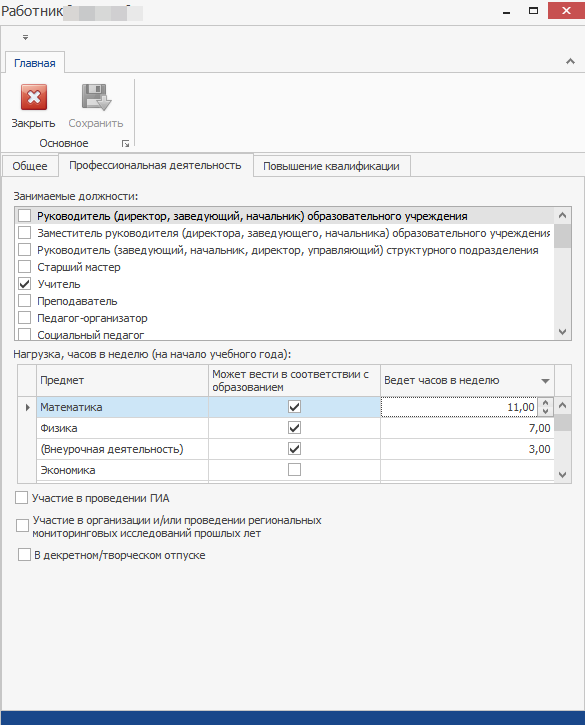 Работник
Главная
Закрыть
Сохранить
Основное
Общее
Профессиональная деятельность
Повышение квалификации
Занимаемые должности:
Руководитель (директор, заведующий, начальник) образовательного учреждения
Заместитель руководителя (директора, заведующего, начальника) образовательного учреждения
Руководитель (заведующий, начальник, директор, управляющий) структурного подразделения
Старший мастер
Учитель
Преподаватель
Педагог-организатор
Социальный педагог
Нагрузка, часов в неделю (на начало учебного года):
Предмет
Может вести в соответствии с
образованием
Ведет часов в неделю
Математика
11,00
Физика
7,00
(Внеурочная деятельность)
3,00
Экономика
Участие в проведении ГИА
Участие в организации и/или проведении региональных
мониторинговых исследований прошлых лет
В декретном/творческом отпуске